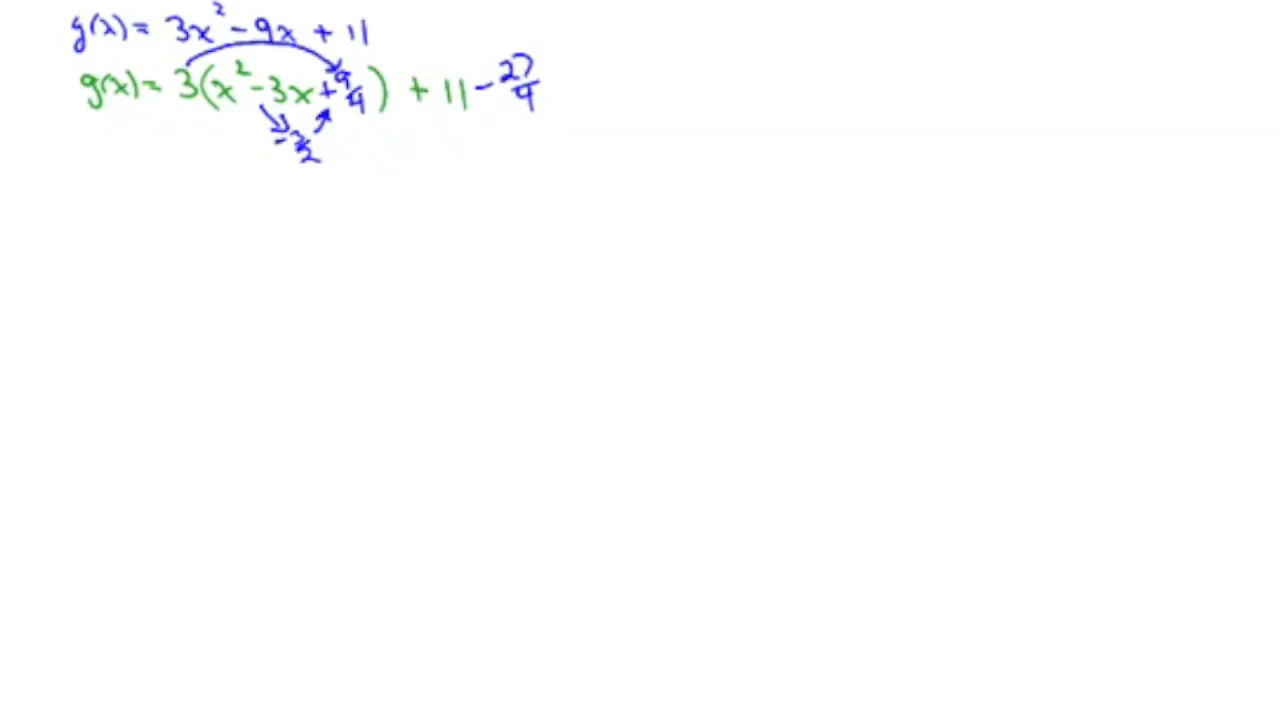 g(x) = 3x² - 9x + 11
g(x) = 3(x² - 3x + 9/4) + 11 - 27/4
-3/2